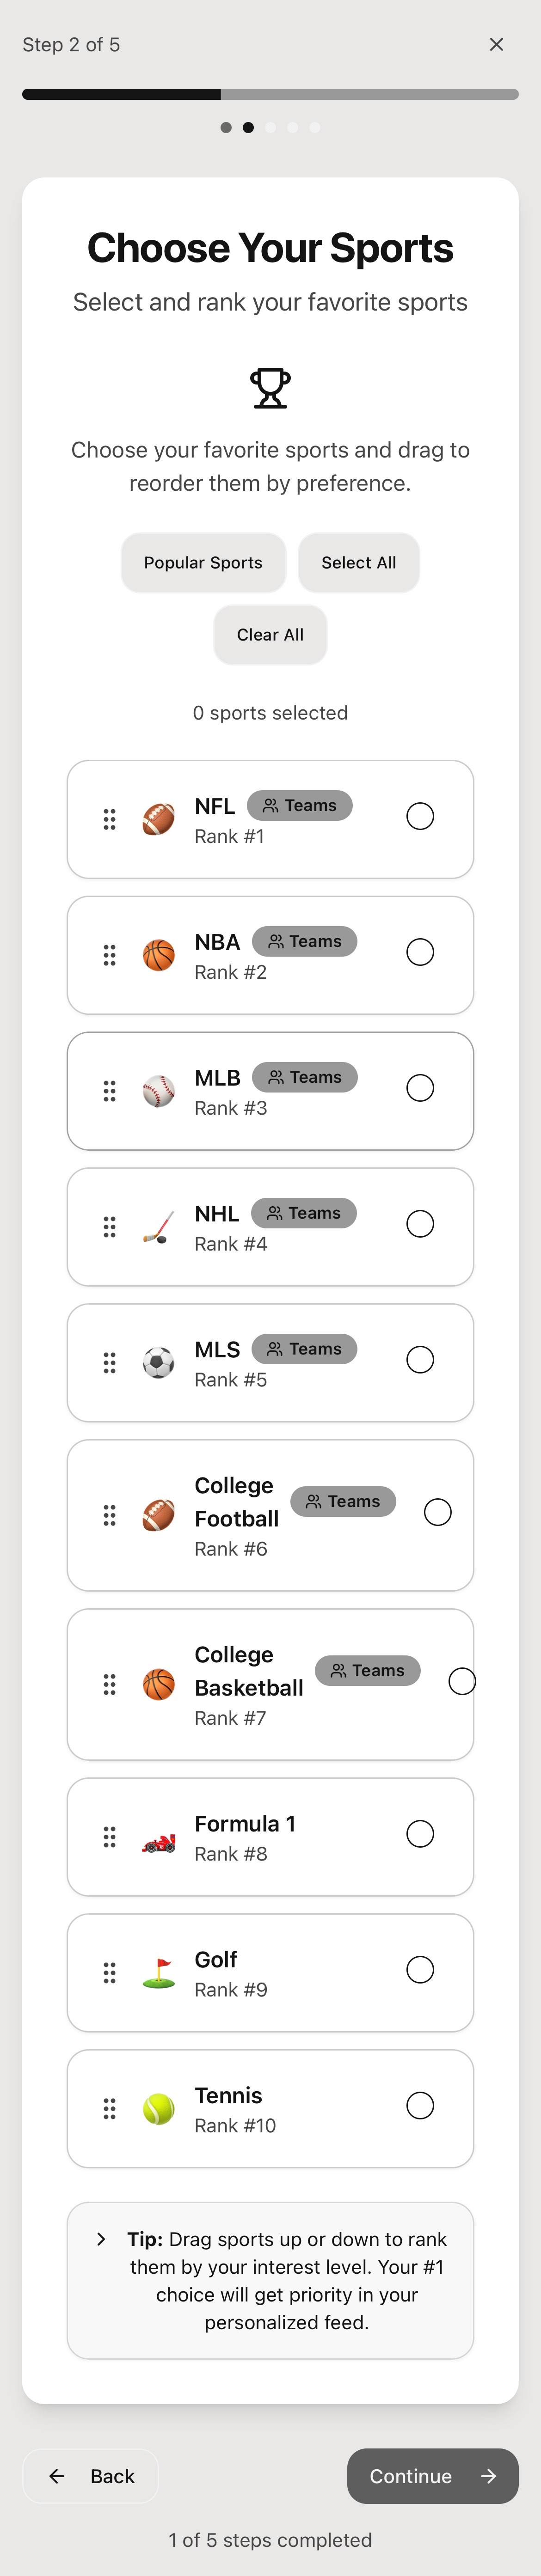 Step 2 of 5
Choose Your Sports
Select and rank your favorite sports
Choose your favorite sports and drag to
reorder them by preference.
Popular Sports
Select All
Clear All
0 sports selected
NFL Teams
Rank #1
NBA Teams
Rank #2
MLB Teams
Rank #3
NHL Teams
Rank #4
MLS Teams
Rank #5
College
Football Teams
Rank #6
College
Basketball Teams
Rank #7
Formula 1
Rank #8
Golf
Rank #9
Tennis
Rank #10
Tip: Drag sports up or down to rank
them by your interest level. Your #1
choice will get priority in your
personalized feed.
Back
Continue
1 of 5 steps completed